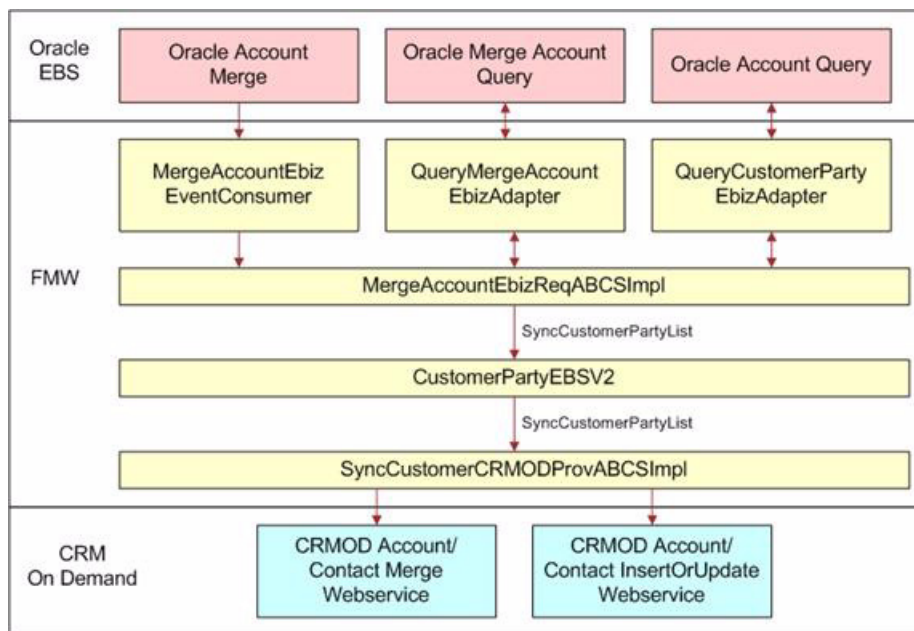 Oracle
EBS
Oracle Account
Merge
Oracle Merge Account
Query
Oracle Account Query
FMW
MergeAccountEbiz
EventConsumer
QueryMergeAccount
EbizAdapter
QueryCustomerParty
EbizAdapter
MergeAccountEbizReqABCSImpl
SyncCustomerPartyList
CustomerPartyEBSV2
SyncCustomerPartyList
SyncCustomerCRMODProvABCSImpl
CRM
On Demand
CRMOD Account/
Contact Merge
Webservice
CRMOD Account/
Contact InsertOrUpdate
Webservice